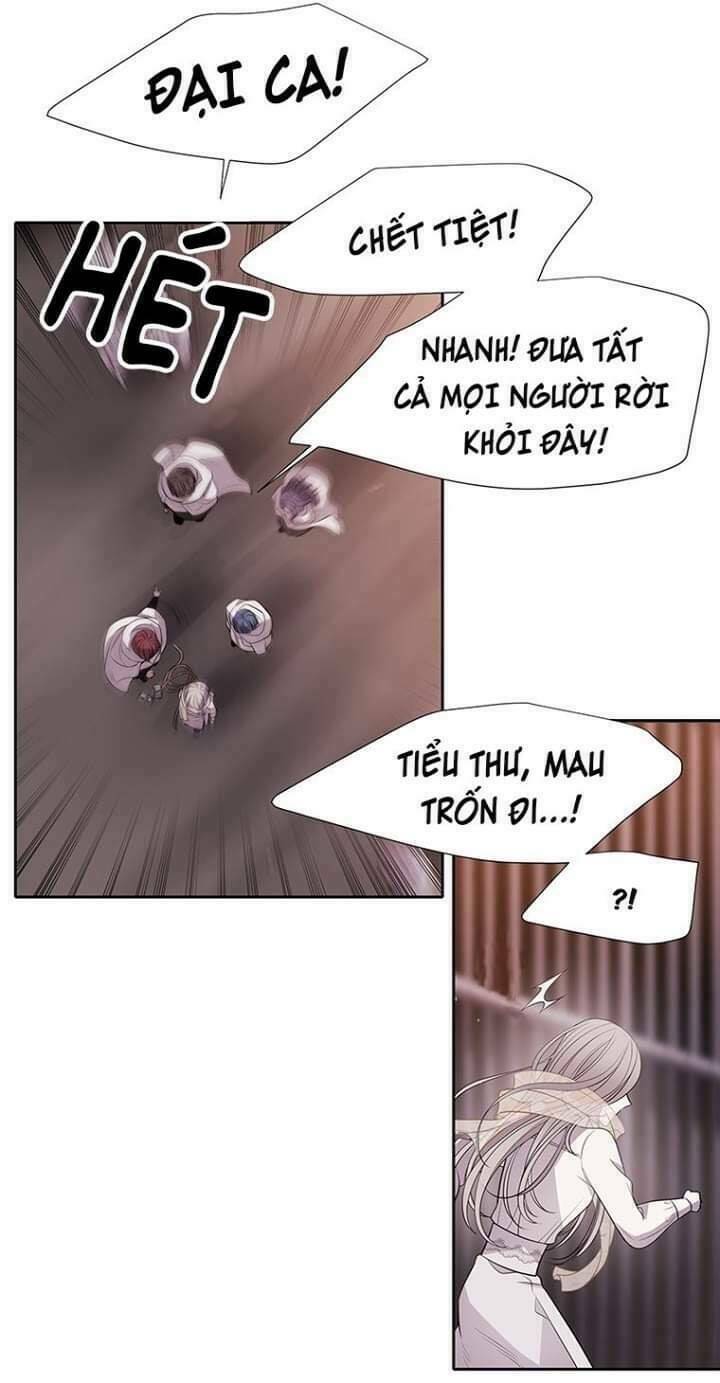 ĐẠI CA!
CHẾT TIỆT!
HÉT
NHANH! ĐƯA TẤT
CẢ MỌI NGƯỜI RỜI
KHỎI ĐÂY!
TIỂU THƯ, MAU
TRỐN ĐI...!
?!